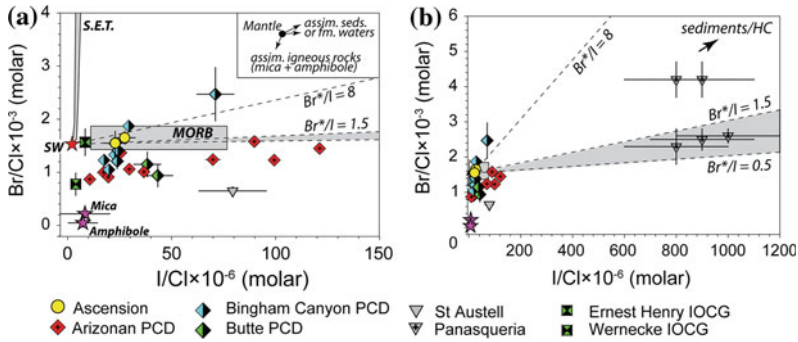 (a)
S.E.T.
Mantle
assim. seds.
or fm. waters
assim. igneous rocks
(mica + amphibole)
Br*/I= 8
MORB
Br*/I= 1.5
SW
Mica
Amphibole
4
3
2
1
0
Br/Cl×10⁻³ (molar)
0 50 100 150
I/Cl×10⁻⁶ (molar)
(b)
sediments/HC
Br*/I= 8
Br*/I= 1.5
Br*/I= 0.5
6
5
4
3
2
1
0
Br/Cl×10⁻³ (molar)
0 200 400 600 800 1000 1200
I/Cl×10⁻⁶ (molar)
Ascension Bingham Canyon PCD St Austell Ernest Henry IOCG
Arizonan PCD Butte PCD Panasqueria Wernecke IOCG